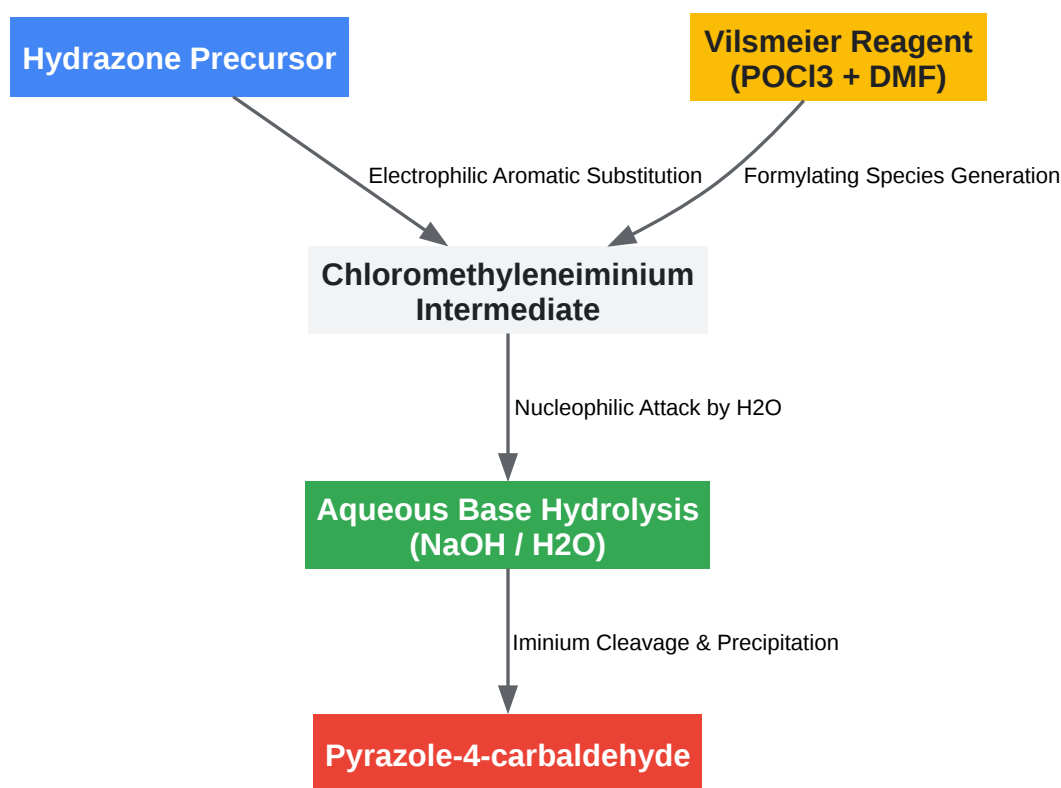 Hydrazone Precursor
Vilsmeier Reagent
(POCl3 + DMF)
Electrophilic Aromatic Substitution
Formylating Species Generation
Chloromethyleneiminium
Intermediate
Nucleophilic Attack by H2O
Aqueous Base Hydrolysis
(NaOH / H2O)
Iminium Cleavage & Precipitation
Pyrazole-4-carbaldehyde